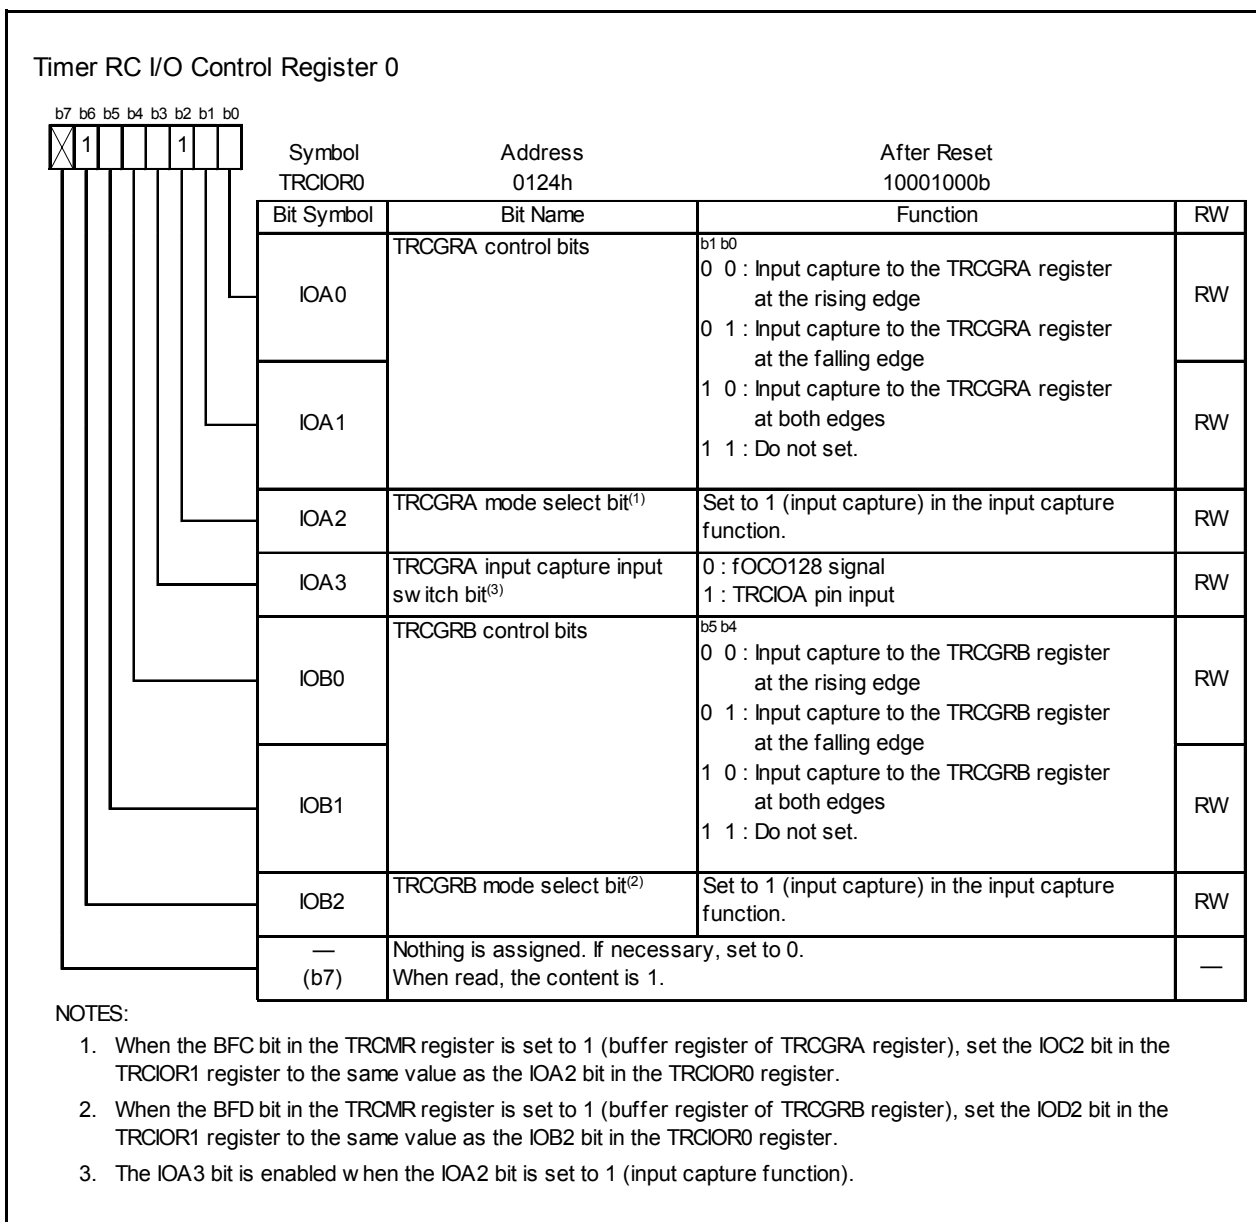 Timer RC I/O Control Register 0
b7 b6 b5 b4 b3 b2 b1 b0
1 1
Symbol Address After Reset
TRCIOR0 0124h 10001000b
Bit Symbol Bit Name Function RW
IOA0 TRCGRA control bits b1 b0
0 0 : Input capture to the TRCGRA register
at the rising edge RW
0 1 : Input capture to the TRCGRA register
at the falling edge
IOA1 1 0 : Input capture to the TRCGRA register
at both edges RW
1 1 : Do not set.
IOA2 TRCGRA mode select bit(1) Set to 1 (input capture) in the input capture
function. RW
IOA3 TRCGRA input capture input 0 : fOCO128 signal
switch bit(3) 1 : TRCIOA pin input RW
IOB0 TRCGRB control bits b5 b4
0 0 : Input capture to the TRCGRB register
at the rising edge RW
0 1 : Input capture to the TRCGRB register
at the falling edge
IOB1 1 0 : Input capture to the TRCGRB register
at both edges RW
1 1 : Do not set.
IOB2 TRCGRB mode select bit(2) Set to 1 (input capture) in the input capture
function. RW
— Nothing is assigned. If necessary, set to 0.
(b7) When read, the content is 1. —
NOTES:
1. When the BFC bit in the TRCMR register is set to 1 (buffer register of TRCGRA register), set the IOC2 bit in the
TRCIOR1 register to the same value as the IOA2 bit in the TRCIOR0 register.
2. When the BFD bit in the TRCMR register is set to 1 (buffer register of TRCGRB register), set the IOD2 bit in the
TRCIOR1 register to the same value as the IOB2 bit in the TRCIOR0 register.
3. The IOA3 bit is enabled when the IOA2 bit is set to 1 (input capture function).